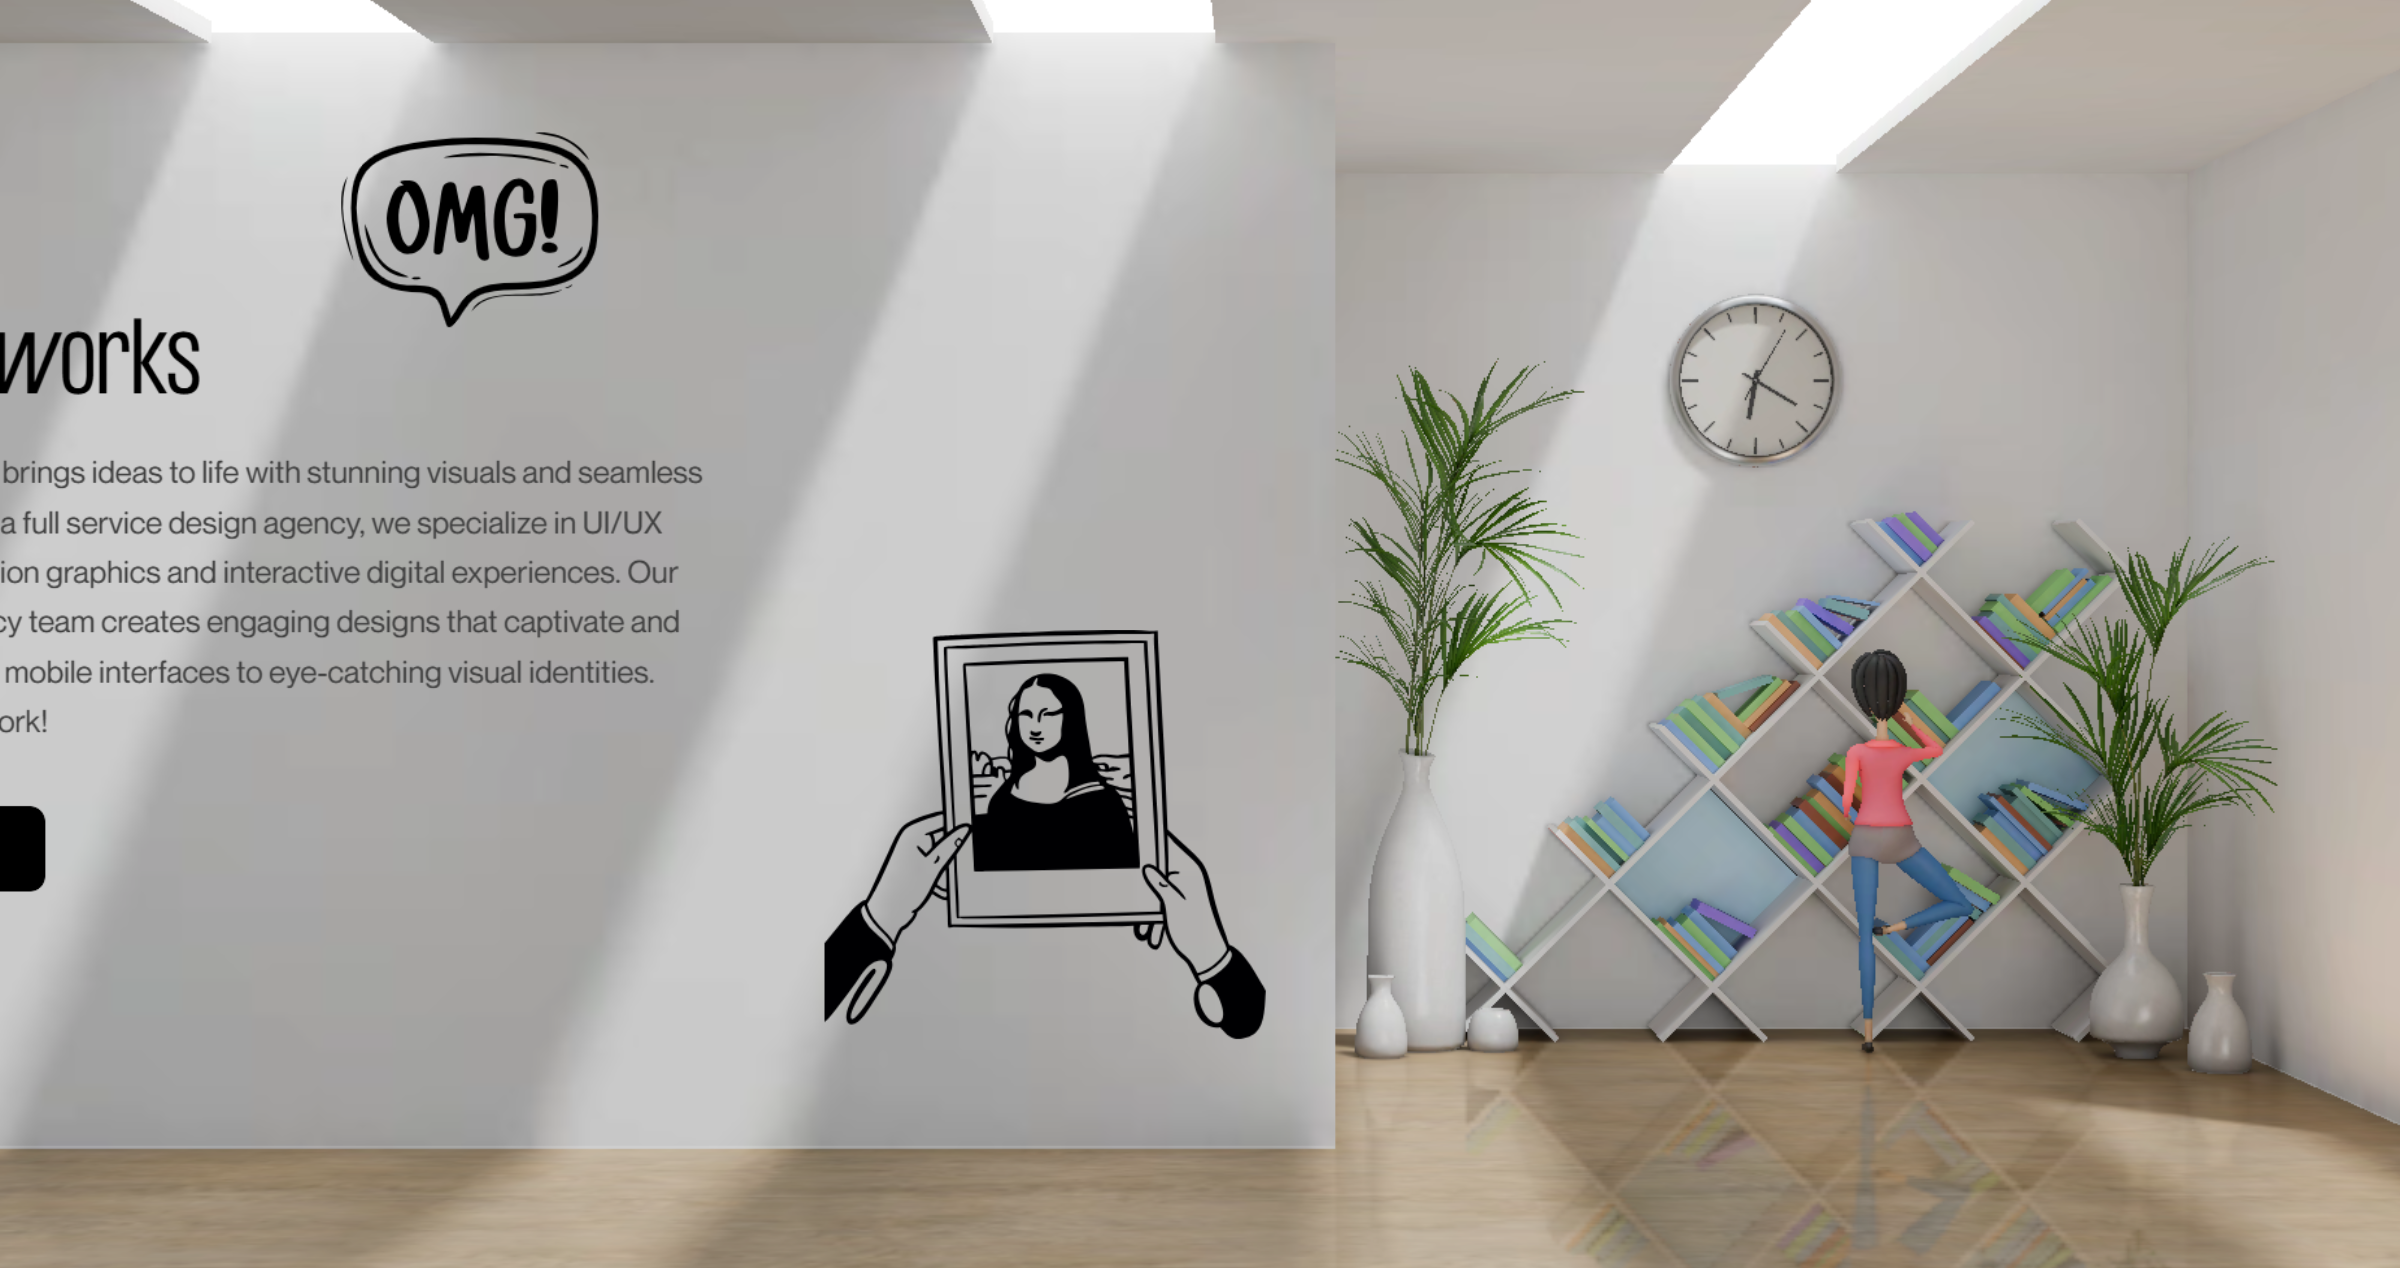 OMG!
works
brings ideas to life with stunning visuals and seamless
a full service design agency, we specialize in UI/UX
ion graphics and interactive digital experiences. Our
cy team creates engaging designs that captivate and
mobile interfaces to eye-catching visual identities.
ork!